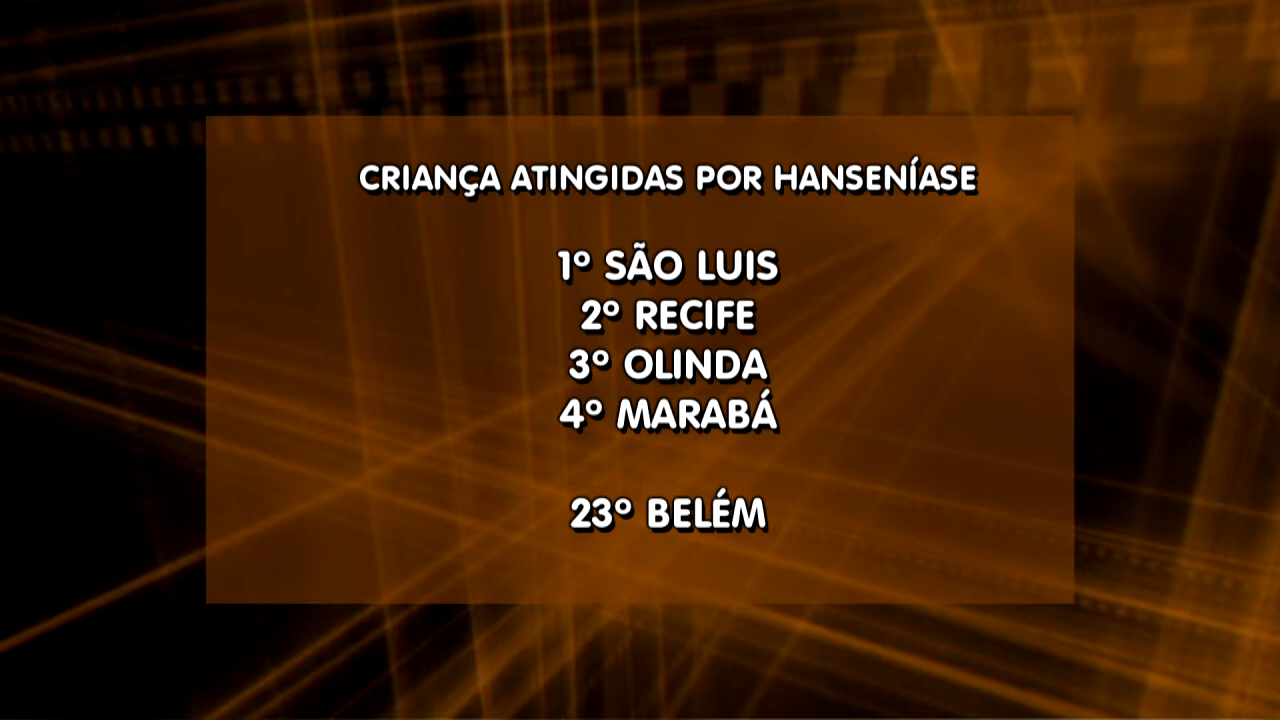 CRIANÇA ATINGIDAS POR HANSENÍASE
1º SÃO LUIS
2º RECIFE
3º OLINDA
4º MARABÁ
23º BELÉM